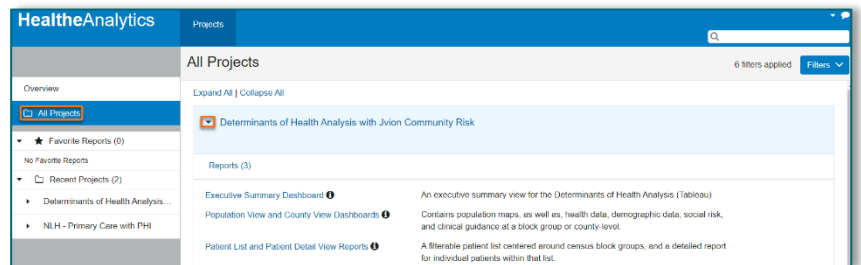 HealtheAnalytics
Projects
All Projects
6 filters applied
Filters
Overview
All Projects
Favorite Reports (0)
No Favorite Reports
Recent Projects (2)
Determinants of Health Analysis...
NLH - Primary Care with PHI
Expand All | Collapse All
Determinants of Health Analysis with Jvion Community Risk
Reports (3)
Executive Summary Dashboard
An executive summary view for the Determinants of Health Analysis (Tableau)
Population View and County View Dashboards
Contains population maps, as well as, health data, demographic data, social risk,
and clinical guidance at a block group or county-level.
Patient List and Patient Detail View Reports
A filterable patient list centered around census block groups, and a detailed report
for individual patients within that list.